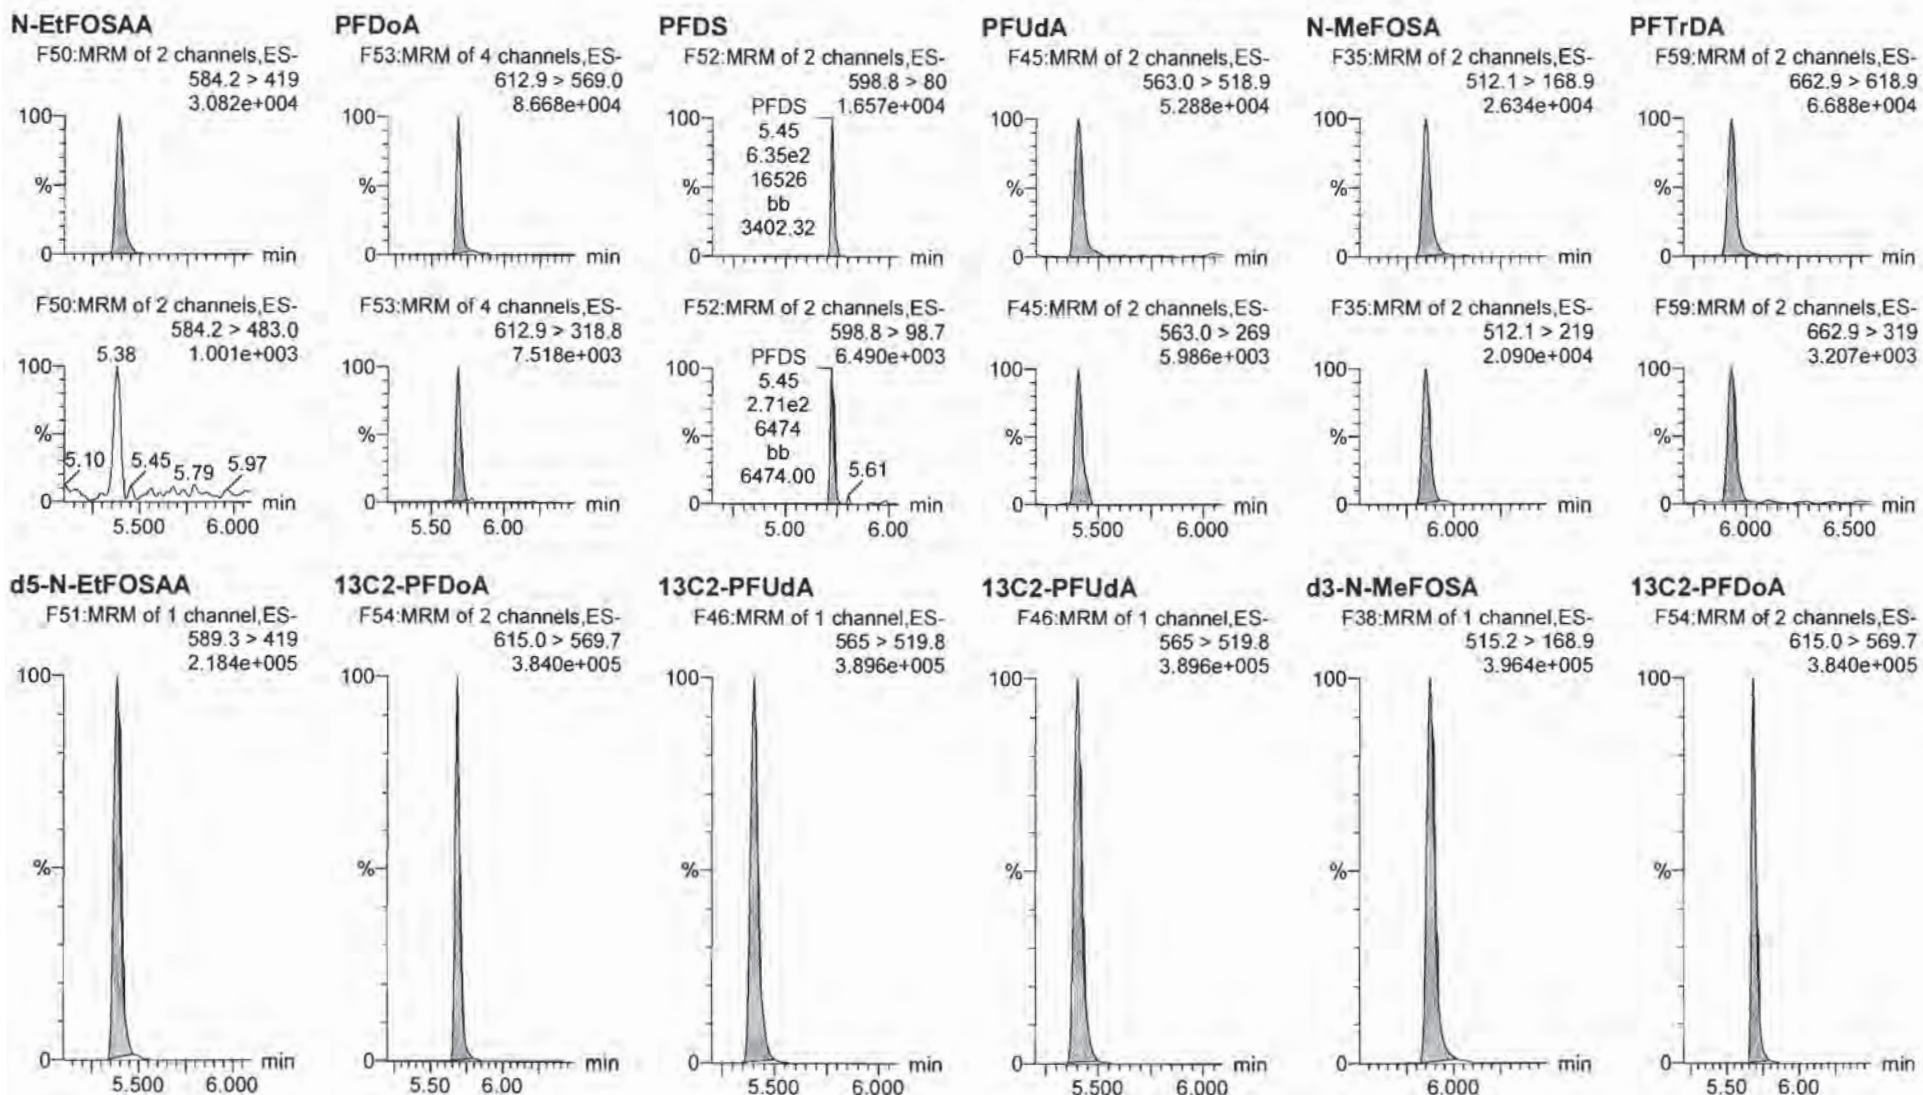 N-EtFOSAA
F50:MRM of 2 channels,ES-
584.2 > 419
3.082e+004
100
%
0
min
F50:MRM of 2 channels,ES-
584.2 > 483.0
5.38 1.001e+003
100
%
5.10 5.45 5.79 5.97
0
min
5.500 6.000
d5-N-EtFOSAA
F51:MRM of 1 channel,ES-
589.3 > 419
2.184e+005
100
%
0
min
5.500 6.000
PFDoA
F53:MRM of 4 channels,ES-
612.9 > 569.0
8.668e+004
100
%
0
min
F53:MRM of 4 channels,ES-
612.9 > 318.8
7.518e+003
100
%
0
min
5.50 6.00
13C2-PFDoA
F54:MRM of 2 channels,ES-
615.0 > 569.7
3.840e+005
100
%
0
min
5.50 6.00
PFDS
F52:MRM of 2 channels,ES-
598.8 > 80
PFDS 1.657e+004
100
5.45
6.35e2
16526
%
bb
3402.32
0
min
F52:MRM of 2 channels,ES-
598.8 > 98.7
PFDS 6.490e+003
100
5.45
2.71e2
6474
%
bb
6474.00 5.61
0
min
5.00 6.00
13C2-PFUdA
F46:MRM of 1 channel,ES-
565 > 519.8
3.896e+005
100
%
0
min
5.500 6.000
PFUdA
F45:MRM of 2 channels,ES-
563.0 > 518.9
5.288e+004
100
%
0
min
F45:MRM of 2 channels,ES-
563.0 > 269
5.986e+003
100
%
0
min
5.500 6.000
13C2-PFUdA
F46:MRM of 1 channel,ES-
565 > 519.8
3.896e+005
100
%
0
min
5.500 6.000
N-MeFOSA
F35:MRM of 2 channels,ES-
512.1 > 168.9
2.634e+004
100
%
0
min
F35:MRM of 2 channels,ES-
512.1 > 219
2.090e+004
100
%
0
min
6.000
d3-N-MeFOSA
F38:MRM of 1 channel,ES-
515.2 > 168.9
3.964e+005
100
%
0
min
6.000
PFTrDA
F59:MRM of 2 channels,ES-
662.9 > 618.9
6.688e+004
100
%
0
min
F59:MRM of 2 channels,ES-
662.9 > 319
3.207e+003
100
%
0
min
6.000 6.500
13C2-PFDoA
F54:MRM of 2 channels,ES-
615.0 > 569.7
3.840e+005
100
%
0
min
5.50 6.00